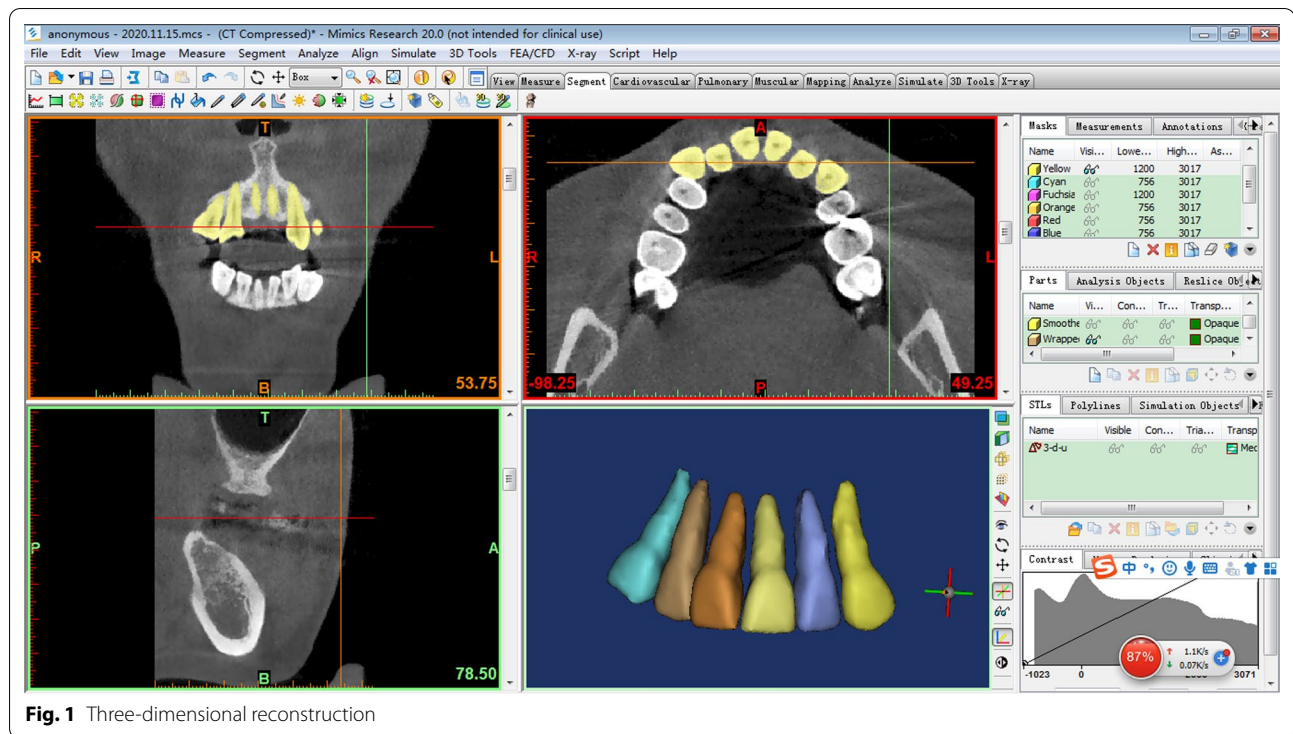 anonymous - 2020.11.15.mcs - (CT Compressed)* - Mimics Research 20.0 (not intended for clinical use)
File Edit View Image Measure Segment Analyze Align Simulate 3D Tools FEA/CFD X-ray Script Help
Box View Measure Segment Cardiovascular Pulmonary Muscular Mapping Analyze Simulate 3D Tools X-ray
T
R
L
B
53.75
A
R
L
P
-98.25
49.25
T
P
A
B
78.50
Masks Measurements Annotations
Name Visi... Lowe... High... As...
Yellow 1200 3017
Cyan 756 3017
Fuchsia 1200 3017
Orange 756 3017
Red 756 3017
Blue 756 3017
Parts Analysis Objects Reslice Obje
Name Vi... Con... Tr... Transp...
Smoothe Opaque
Wrapper Opaque
STLs Polylines Simulation Objects
Name Visible Con... Tria... Transp
3-d-u Mec
Contrast
S 中
87% 1.1K/s
0.07K/s
-1023 0 3071
Fig. 1 Three-dimensional reconstruction